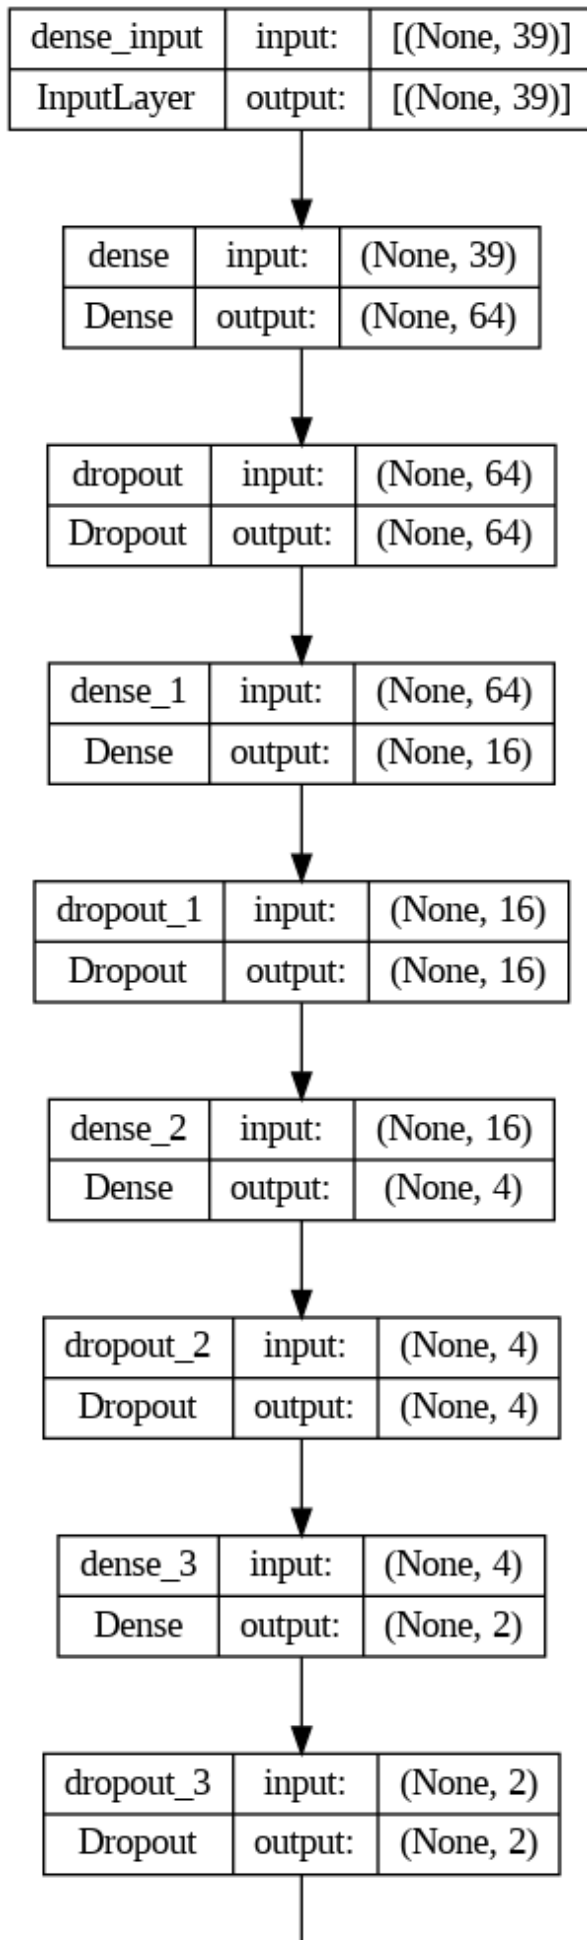 dense_input input: [(None, 39)]
InputLayer output: [(None, 39)]
dense input: (None, 39)
Dense output: (None, 64)
dropout input: (None, 64)
Dropout output: (None, 64)
dense_1 input: (None, 64)
Dense output: (None, 16)
dropout_1 input: (None, 16)
Dropout output: (None, 16)
dense_2 input: (None, 16)
Dense output: (None, 4)
dropout_2 input: (None, 4)
Dropout output: (None, 4)
dense_3 input: (None, 4)
Dense output: (None, 2)
dropout_3 input: (None, 2)
Dropout output: (None, 2)